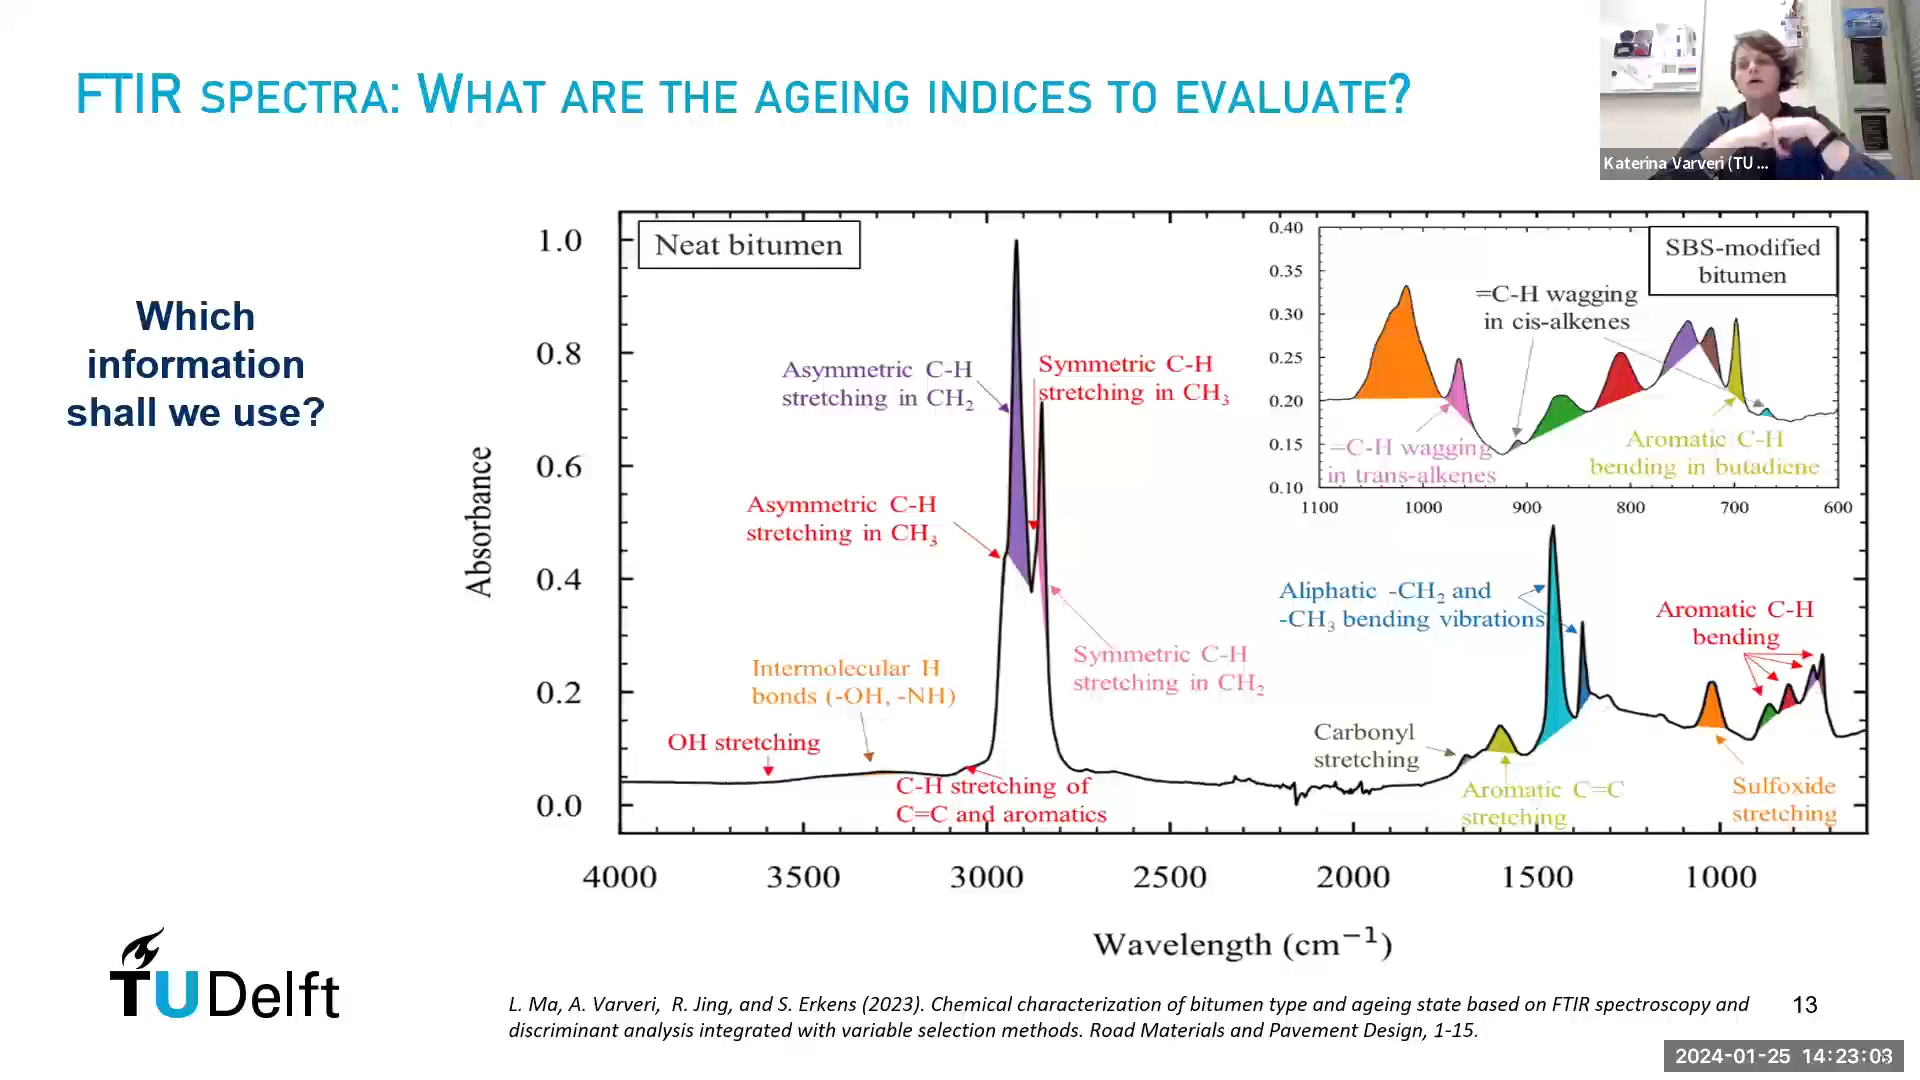 FTIR SPECTRA: WHAT ARE THE AGEING INDICES TO EVALUATE?
Katerina Varveri (TU ...
Which
information
shall we use?
Neat bitumen
Absorbance
1.0
0.8
0.6
0.4
0.2
0.0
Asymmetric C-H
stretching in CH₂
Symmetric C-H
stretching in CH₃
Asymmetric C-H
stretching in CH₃
Symmetric C-H
stretching in CH₂
Intermolecular H
bonds (-OH, -NH)
OH stretching
C-H stretching of
C=C and aromatics
Aliphatic -CH₂ and
-CH₃ bending vibrations
Carbonyl
stretching
Aromatic C=C
stretching
Aromatic C-H
bending
Sulfoxide
stretching
SBS-modified
bitumen
0.40
0.35
0.30
0.25
0.20
0.15
0.10
=C-H wagging
in cis-alkenes
=C-H wagging
in trans-alkenes
Aromatic C-H
bending in butadiene
1100 1000 900 800 700 600
4000 3500 3000 2500 2000 1500 1000
Wavelength (cm⁻¹)
TUDelft
L. Ma, A. Varveri, R. Jing, and S. Erkens (2023). Chemical characterization of bitumen type and ageing state based on FTIR spectroscopy and
discriminant analysis integrated with variable selection methods. Road Materials and Pavement Design, 1-15.
13
2024-01-25 14:23:03